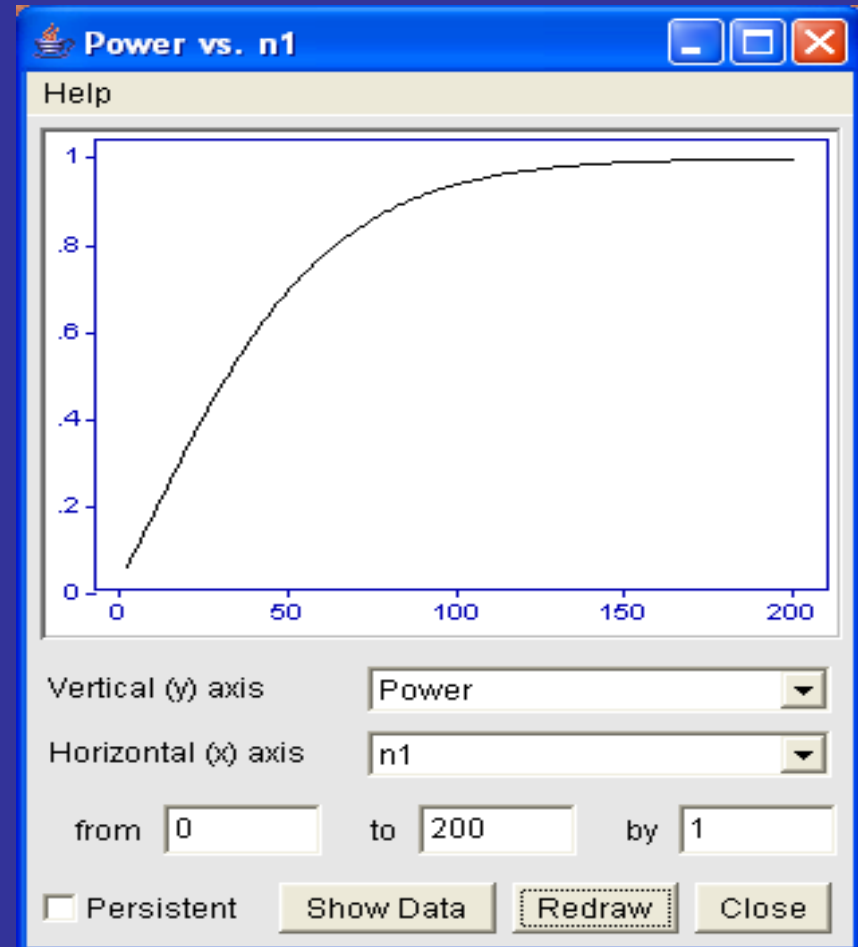 Power vs. n1
Help
1
.8
.6
.4
.2
0
0 50 100 150 200
Vertical (y) axis Power
Horizontal (x) axis n1
from 0 to 200 by 1
Persistent Show Data Redraw Close